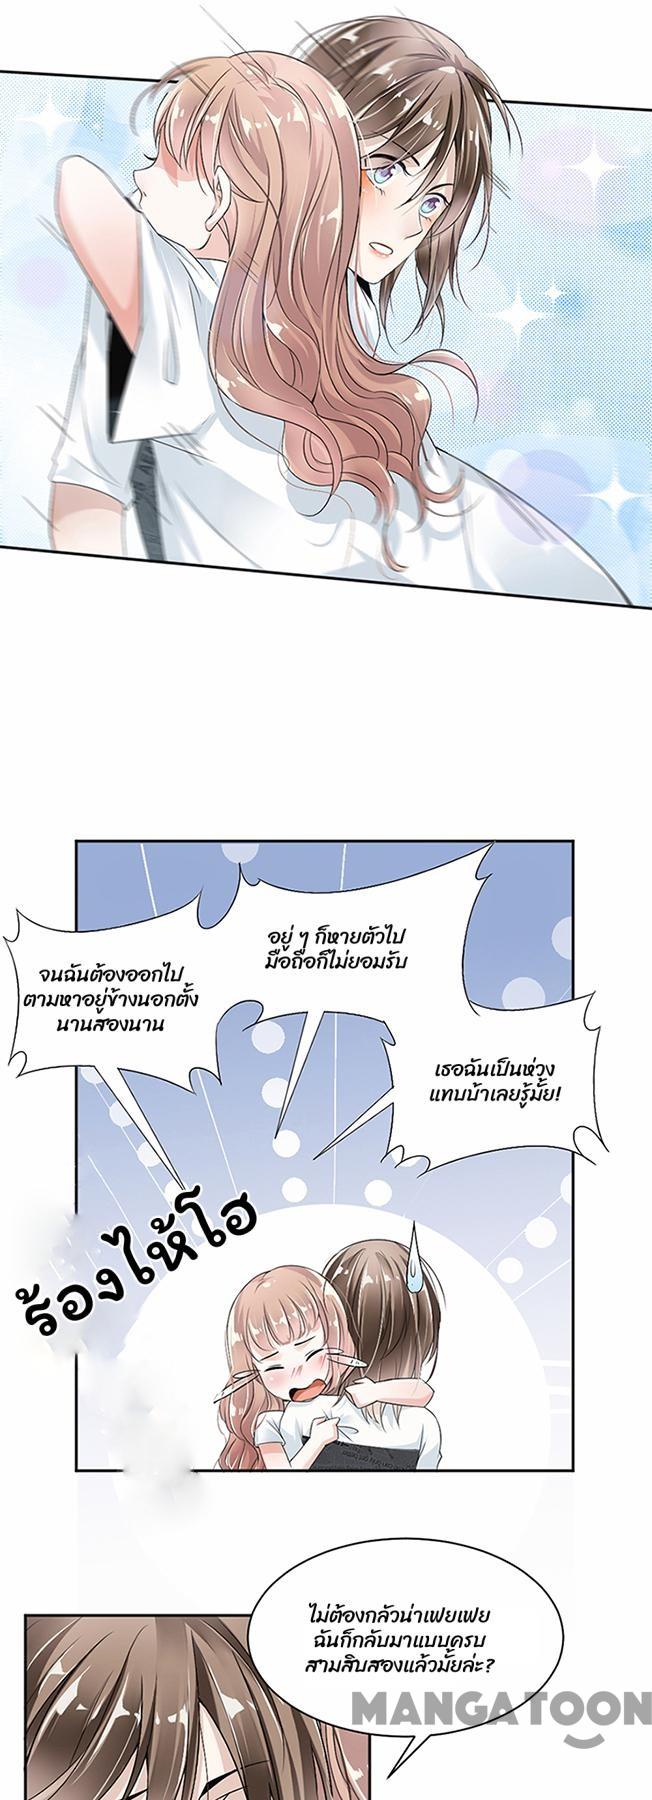 อยู่ ๆ ก็หายตัวไป
มือถือก็ไม่ยอมรับ
จนฉันต้องออกไป
ตามหาอยู่ข้างนอกตั้ง
นานสองนาน
เธอฉันเป็นห่วง
แทบบ้าเลยรู้มั้ย!
ร้องไห้โฮ
ไม่ต้องกลัวน่าเฟยเฟย
ฉันก็กลับมาแบบครบ
สามสิบสองแล้วมั้ยล่ะ?
MANGATOON